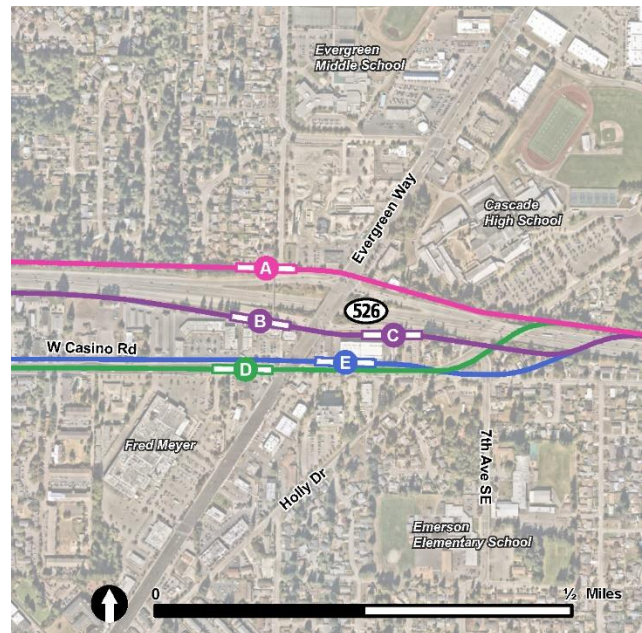 Evergreen
Middle School
Evergreen Way
Cascade
High School
A
526
B
C
W Casino Rd
E
D
Fred Meyer
7th Ave SE
Holly Dr
Emerson
Elementary School
0
½ Miles